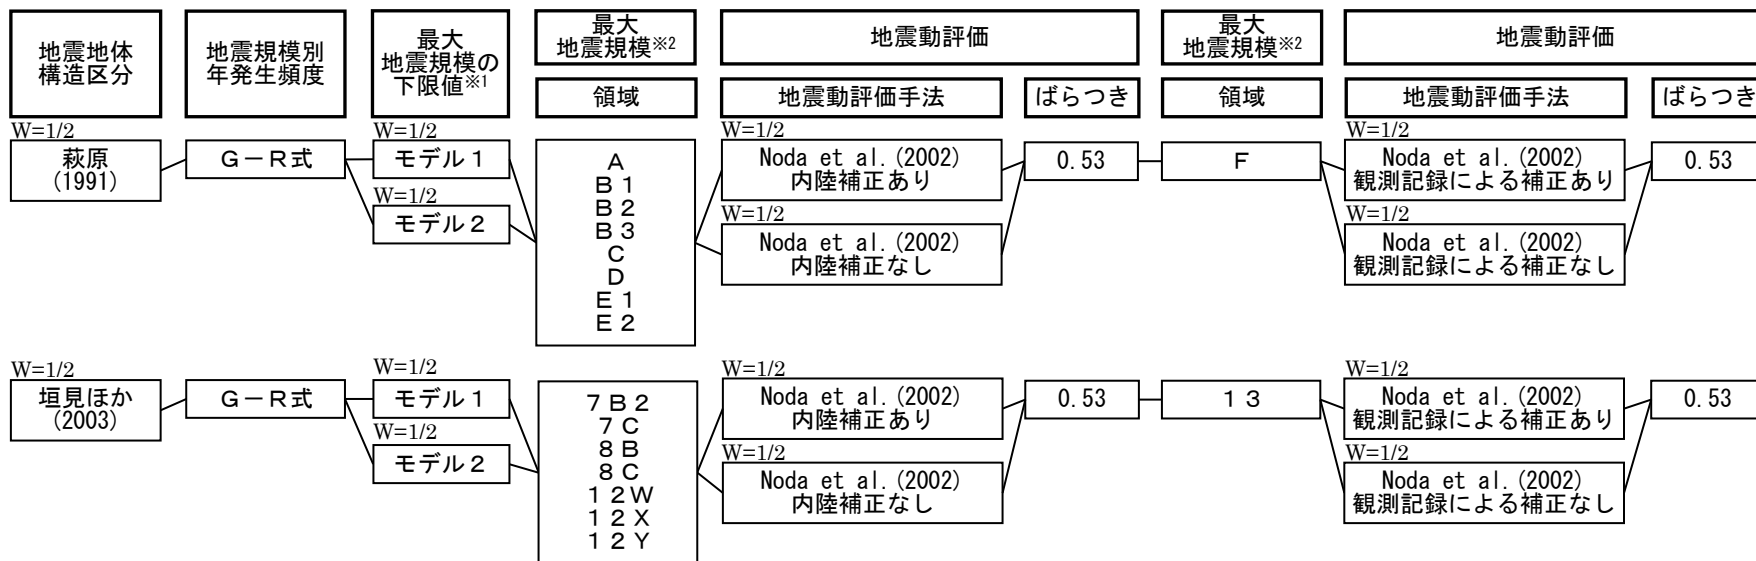 地震地体
構造区分
地震規模別
年発生頻度
最大
地震規模の
下限値※1
最大
地震規模※2
領域
地震動評価
地震動評価手法
ばらつき
最大
地震規模※2
領域
地震動評価
地震動評価手法
ばらつき
W=1/2
萩原
(1991)
G－R式
W=1/2
モデル1
W=1/2
モデル2
A
B1
B2
B3
C
D
E1
E2
W=1/2
Noda et al.(2002)
内陸補正あり
W=1/2
Noda et al.(2002)
内陸補正なし
0.53
F
W=1/2
Noda et al.(2002)
観測記録による補正あり
W=1/2
Noda et al.(2002)
観測記録による補正なし
0.53
W=1/2
垣見ほか
(2003)
G－R式
W=1/2
モデル1
W=1/2
モデル2
7B2
7C
8B
8C
12W
12X
12Y
W=1/2
Noda et al.(2002)
内陸補正あり
W=1/2
Noda et al.(2002)
内陸補正なし
0.53
13
W=1/2
Noda et al.(2002)
観測記録による補正あり
W=1/2
Noda et al.(2002)
観測記録による補正なし
0.53